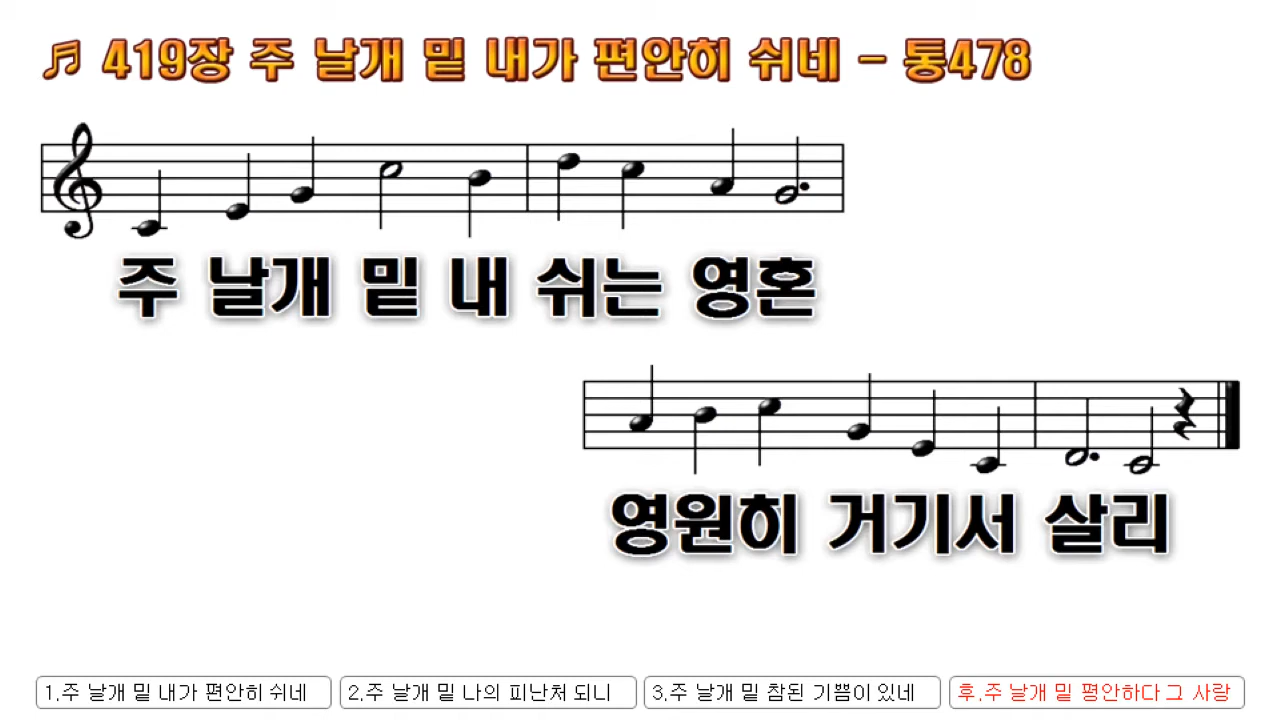 ♬ 419장 주 날개 밑 내가 편안히 쉬네 - 통478
주 날개 밑 내 쉬는 영혼
영원히 거기서 살리
1.주 날개 밑 내가 편안히 쉬네
2.주 날개 밑 나의 피난처 되니
3.주 날개 밑 참된 기쁨이 있네
후.주 날개 밑 평안하다 그 사랑